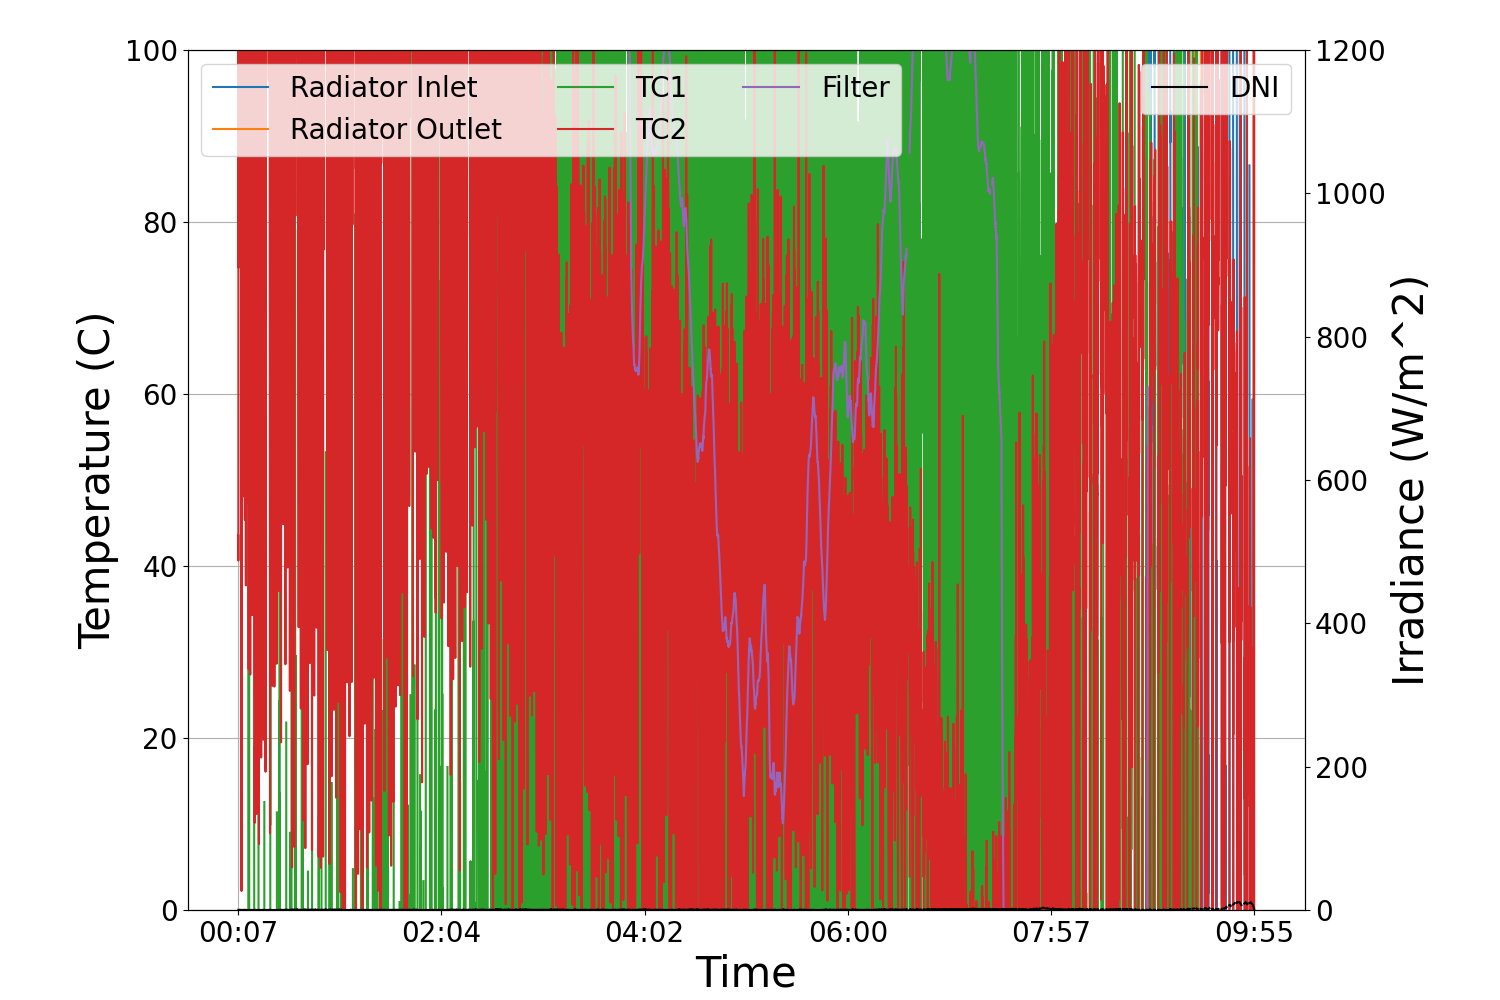 100
80
60
40
20
0
Temperature (C)
Radiator Inlet
Radiator Outlet
TC1
TC2
Filter
DNI
1200
1000
800
600
400
200
0
Irradiance (W/m^2)
00:07 02:04 04:02 06:00 07:57 09:55
Time